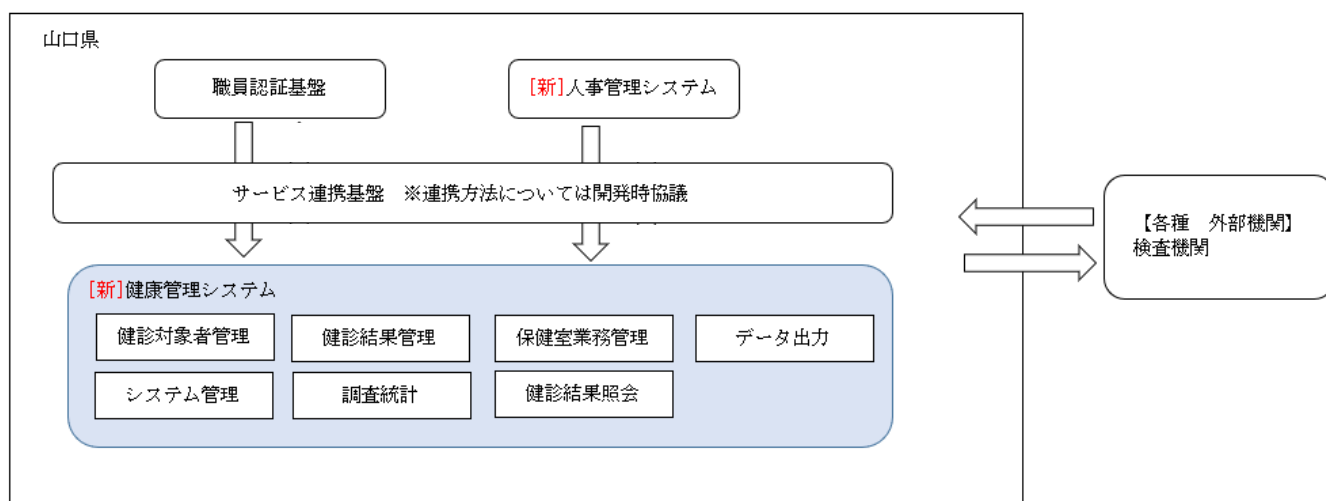 山口県
職員認証基盤
[新]人事管理システム
サービス連携基盤　※連携方法については開発時協議
【各種　外部機関】
検査機関
[新]健康管理システム
健診対象者管理
健診結果管理
保健室業務管理
データ出力
システム管理
調査統計
健診結果照会